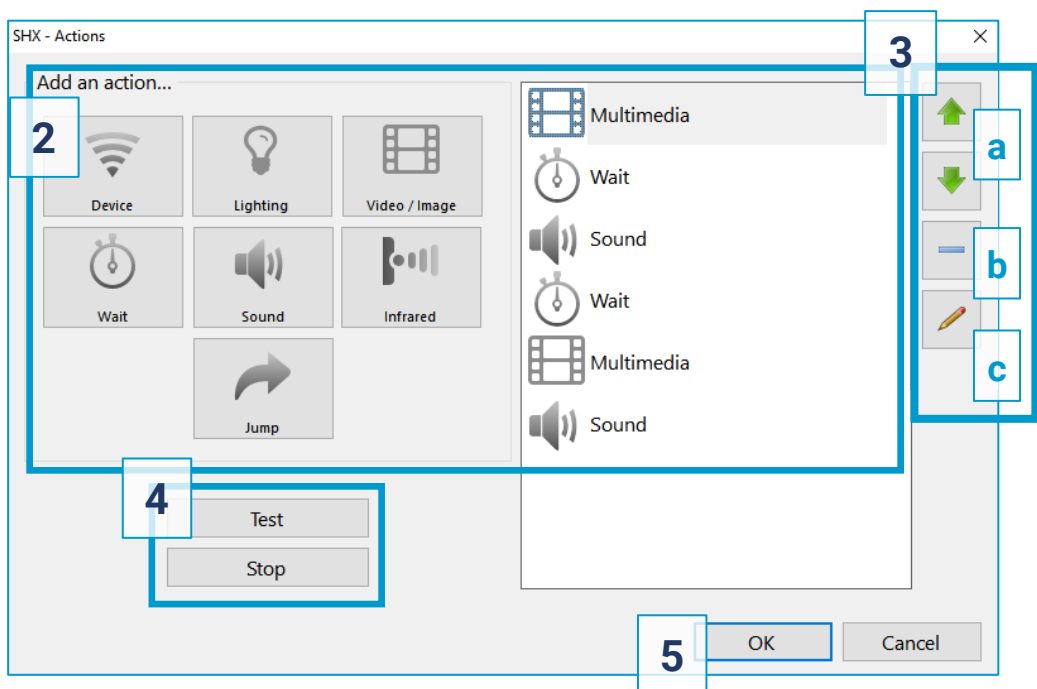 SHX - Actions
3
Add an action...
2
Device
Lighting
Video / Image
Wait
Sound
Infrared
Jump
Multimedia
Wait
Sound
Wait
Multimedia
Sound
a
b
c
4
Test
Stop
5
OK
Cancel